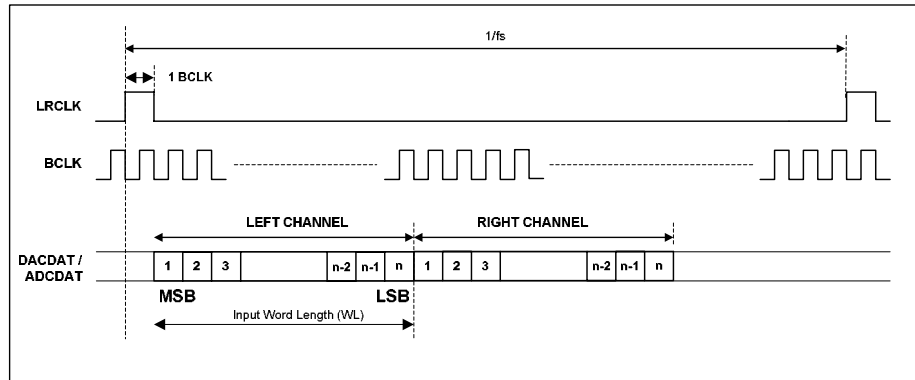 1/fs
1 BCLK
LRCLK
BCLK
LEFT CHANNEL
RIGHT CHANNEL
DACDAT /
ADCDAT
1 2 3 n-2 n-1 n 1 2 3 n-2 n-1 n
MSB
LSB
Input Word Length (WL)